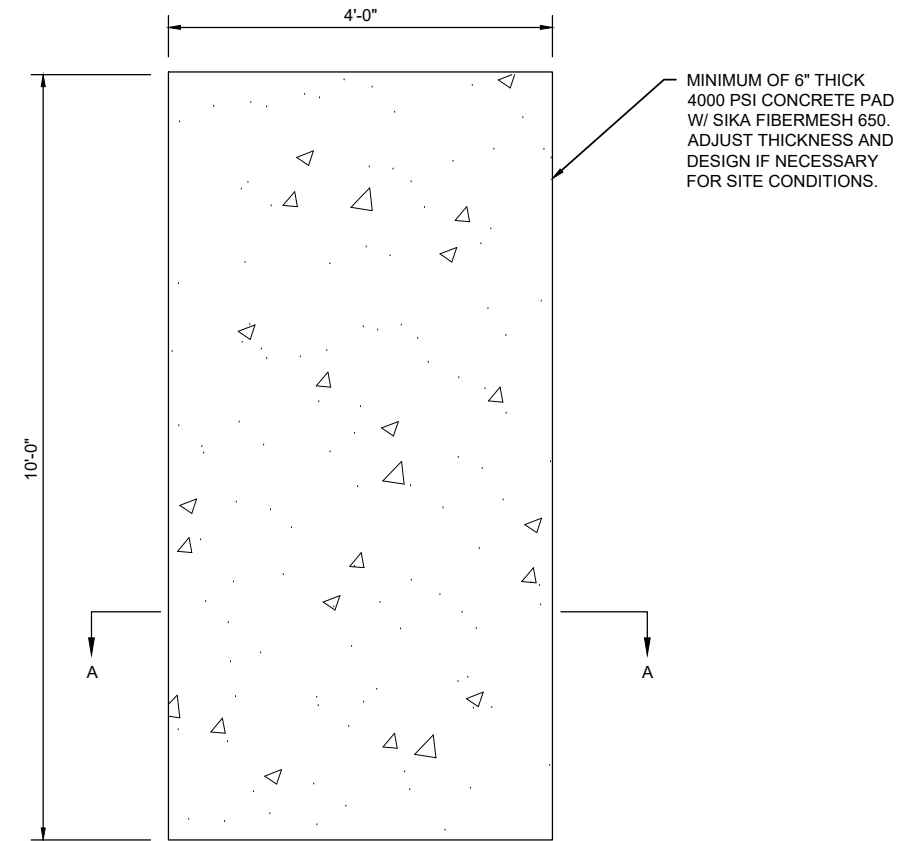 4'-0"
MINIMUM OF 6" THICK
4000 PSI CONCRETE PAD
W/ SIKA FIBERMESH 650.
ADJUST THICKNESS AND
DESIGN IF NECESSARY
FOR SITE CONDITIONS.
10'-0"
A
A